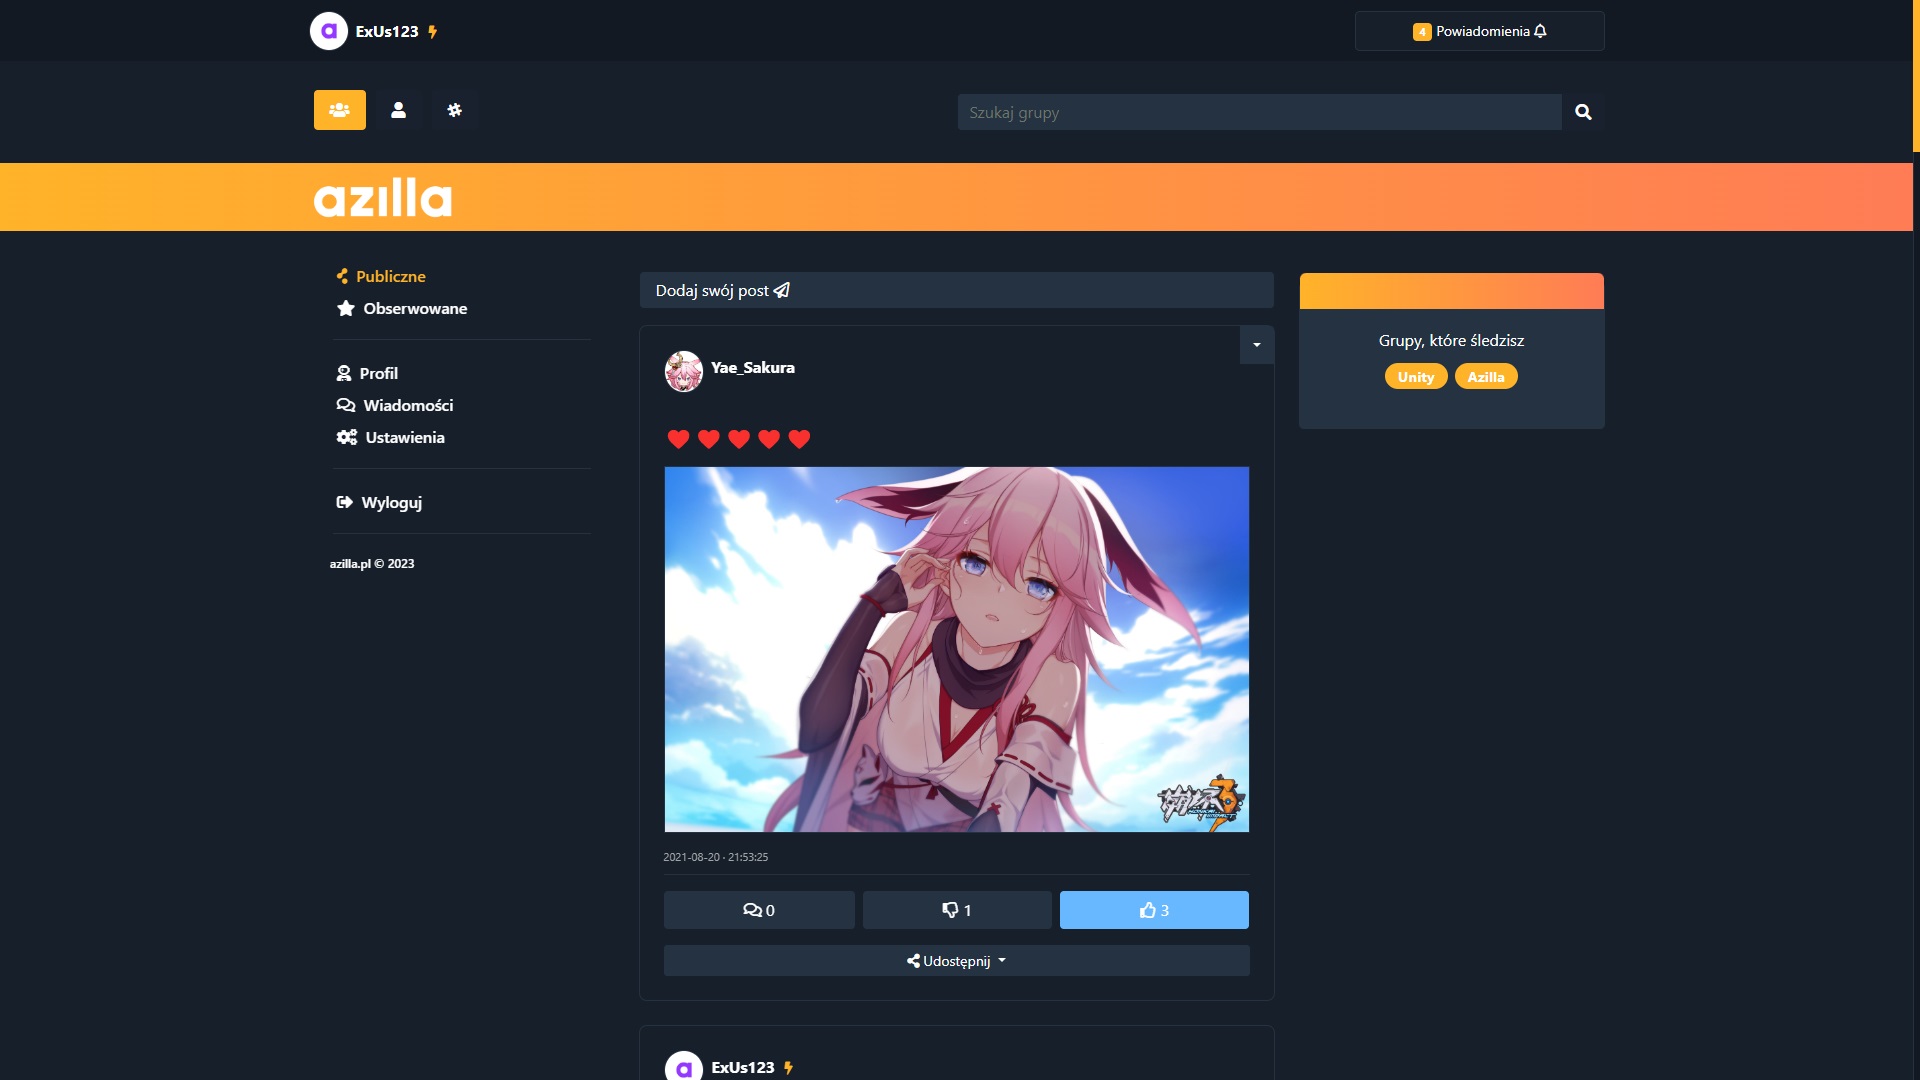 ExUs123
4 Powiadomienia
Szukaj grupy
azilla
Publiczne
Obserwowane
Profil
Wiadomości
Ustawienia
Wyloguj
azilla.pl © 2023
Dodaj swój post
Yae_Sakura
2021-08-20 · 21:53:25
0
1
3
Udostępnij
a ExUs123
Grupy, które śledzisz
Unity Azilla